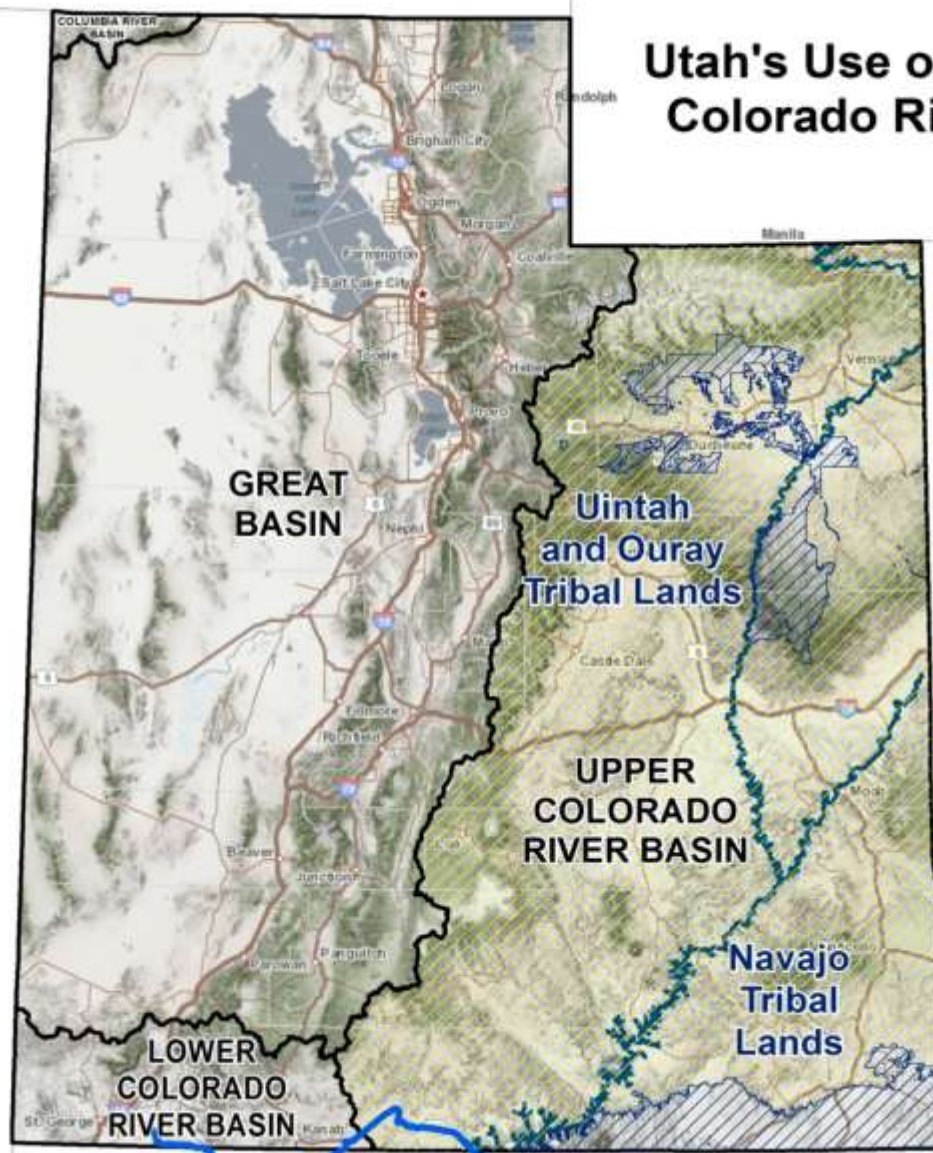 COLUMBIA RIVER
BASIN
Utah's Use o
Colorado Ri
Logan
Randolph
Brigham City
Ogden
Morgan
Manila
Farmington
Coalville
Salt Lake City
Tooele
Heber
Vernal
Provo
Duchesne
GREAT
BASIN
Nephi
Uintah
and Ouray
Tribal Lands
Castle Dale
Fillmore
Richfield
UPPER
COLORADO
RIVER BASIN
Moab
Beaver
Junction
Panguitch
Parowan
Navajo
Tribal
Lands
LOWER
COLORADO
RIVER BASIN
St. George
Kanab